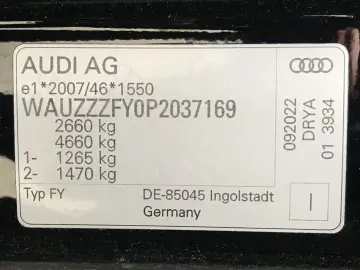 AUDI AG
e1*2007/46*1550
WAUZZZFY0P2037169
2660 kg
4660 kg
1- 1265 kg
2- 1470 kg
Typ FY
DE-85045 Ingolstadt
Germany
I
092022
DRYA
01 3934